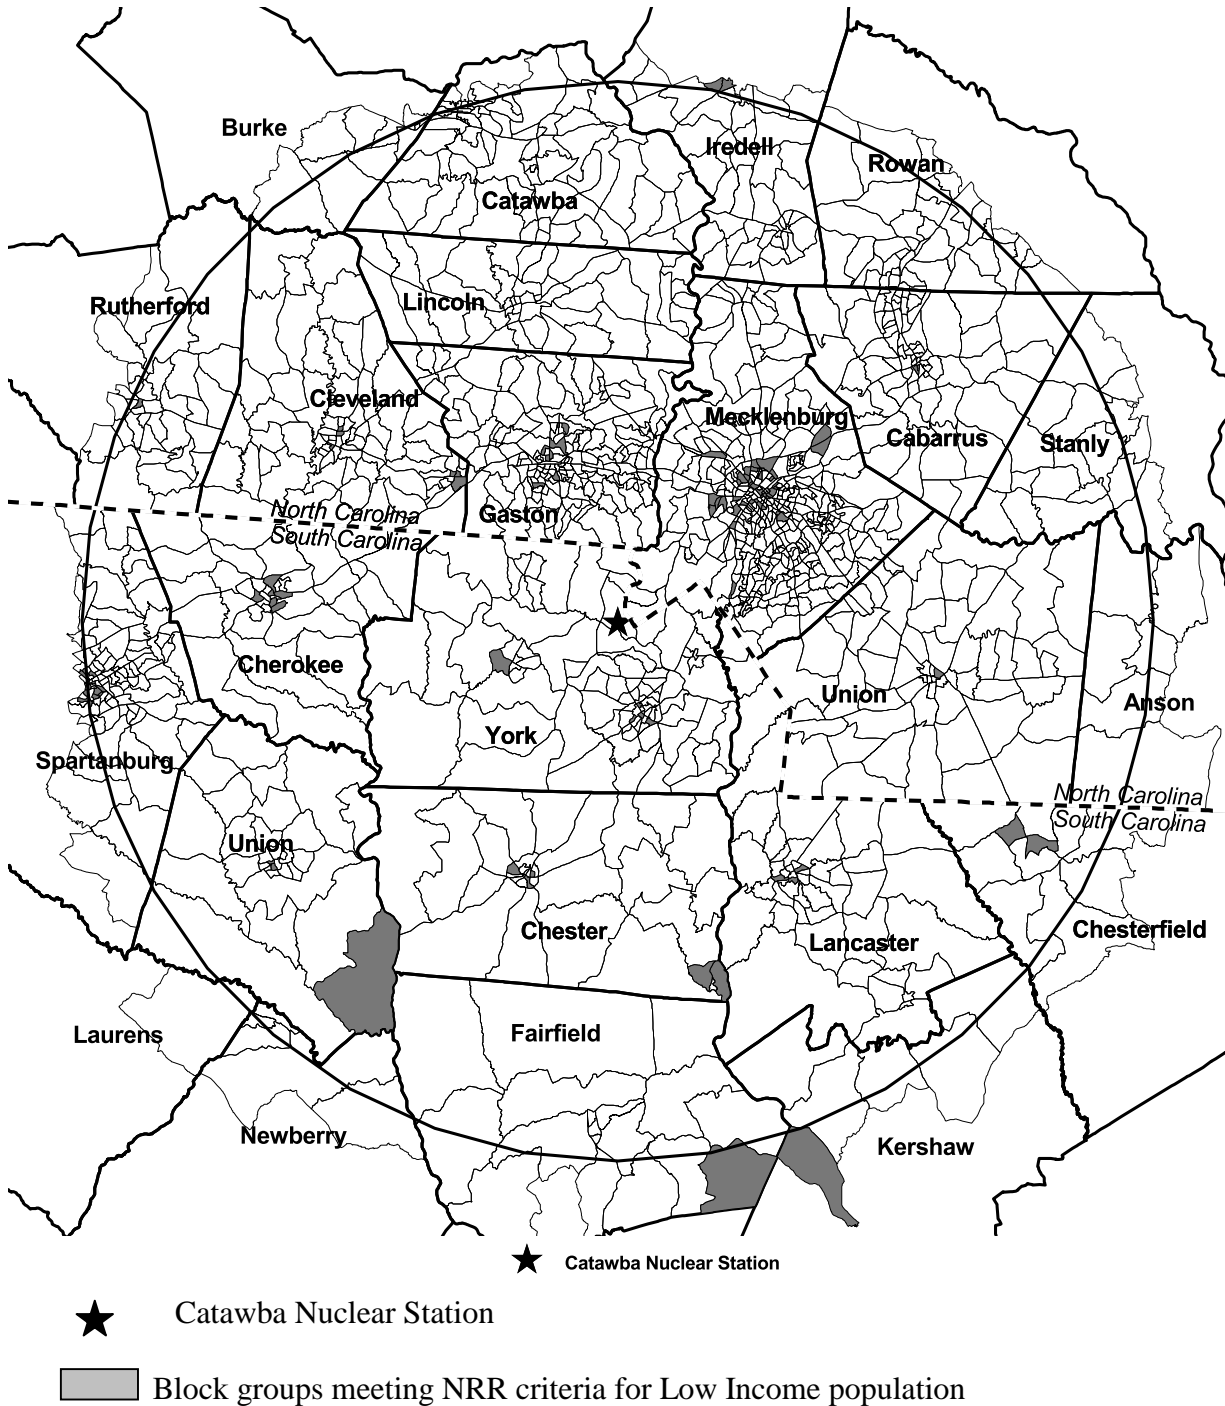 Burke
Iredell
Rowan
Catawba
Rutherford
Lincoln
Cleveland
Mecklenburg
Cabarrus
Stanly
Gaston
North Carolina
South Carolina
Cherokee
Union
Anson
York
Spartanburg
North Carolina
South Carolina
Union
Chester
Lancaster
Chesterfield
Laurens
Fairfield
Newberry
Kershaw
Catawba Nuclear Station
Catawba Nuclear Station
Block groups meeting NRR criteria for Low Income population